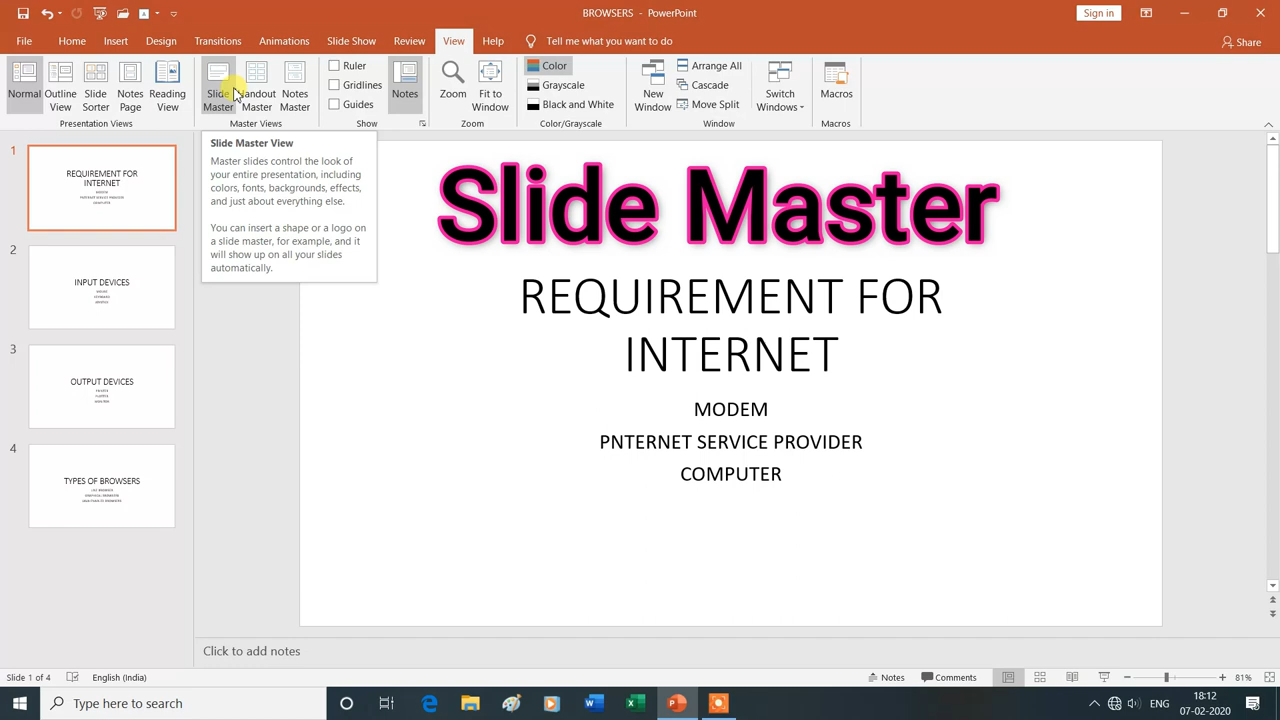 BROWSERS - PowerPoint
Sign in
File Home Insert Design Transitions Animations Slide Show Review View Help Tell me what you want to do
Share
Normal Outline View Slide Sorter Notes Page Reading View
Presentation Views
Slide Master Handout Master Notes Master
Master Views
Ruler
Gridlines
Guides
Show
Notes
Zoom Fit to Window
Zoom
Color
Grayscale
Black and White
Color/Grayscale
New Window
Arrange All
Cascade
Move Split
Switch Windows
Window
Macros
Macros
Slide Master View
Master slides control the look of
your entire presentation, including
colors, fonts, backgrounds, effects,
and just about everything else.
You can insert a shape or a logo on
a slide master, for example, and it
will show up on all your slides
automatically.
1
REQUIREMENT FOR
INTERNET
2
INPUT DEVICES
3
OUTPUT DEVICES
4
TYPES OF BROWSERS
Slide Master
REQUIREMENT FOR
INTERNET
MODEM
PNTERNET SERVICE PROVIDER
COMPUTER
Click to add notes
Slide 1 of 4 English (India) Notes Comments 81%
Type here to search
ENG
18:12
07-02-2020